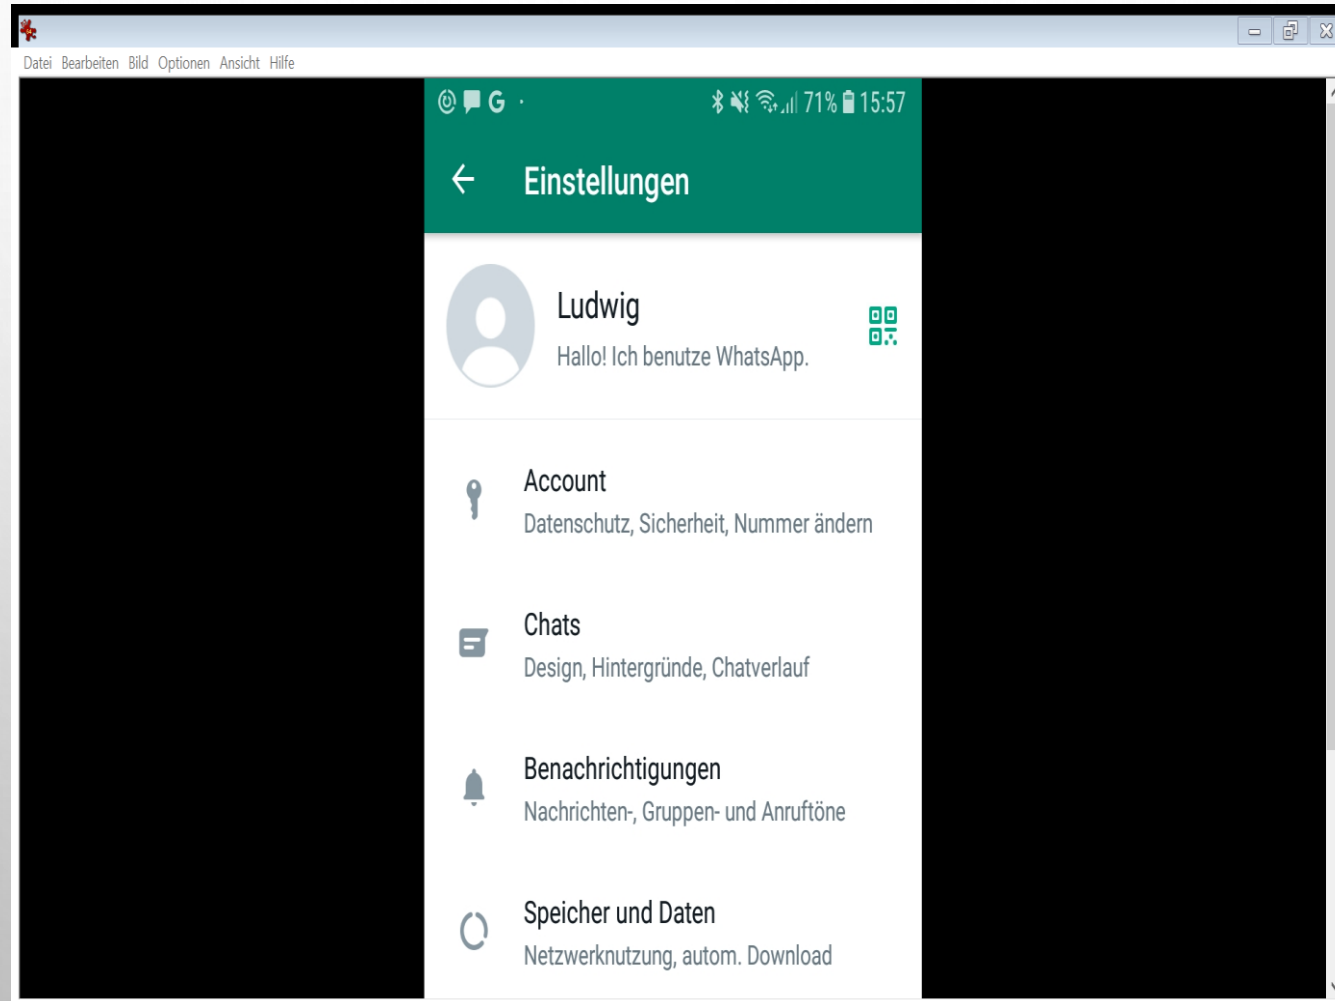 Datei Bearbeiten Bild Optionen Ansicht Hilfe
G 71% 15:57
Einstellungen
Ludwig
Hallo! Ich benutze WhatsApp.
Account
Datenschutz, Sicherheit, Nummer ändern
Chats
Design, Hintergründe, Chatverlauf
Benachrichtigungen
Nachrichten-, Gruppen- und Anruftöne
Speicher und Daten
Netzwerknutzung, autom. Download